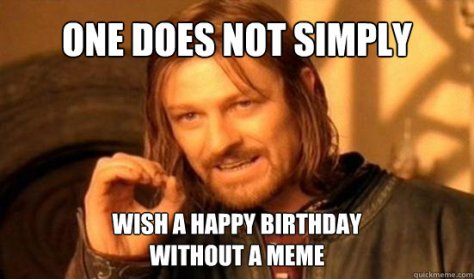 ONE DOES NOT SIMPLY
WISH A HAPPY BIRTHDAY
WITHOUT A MEME
quickmeme.com